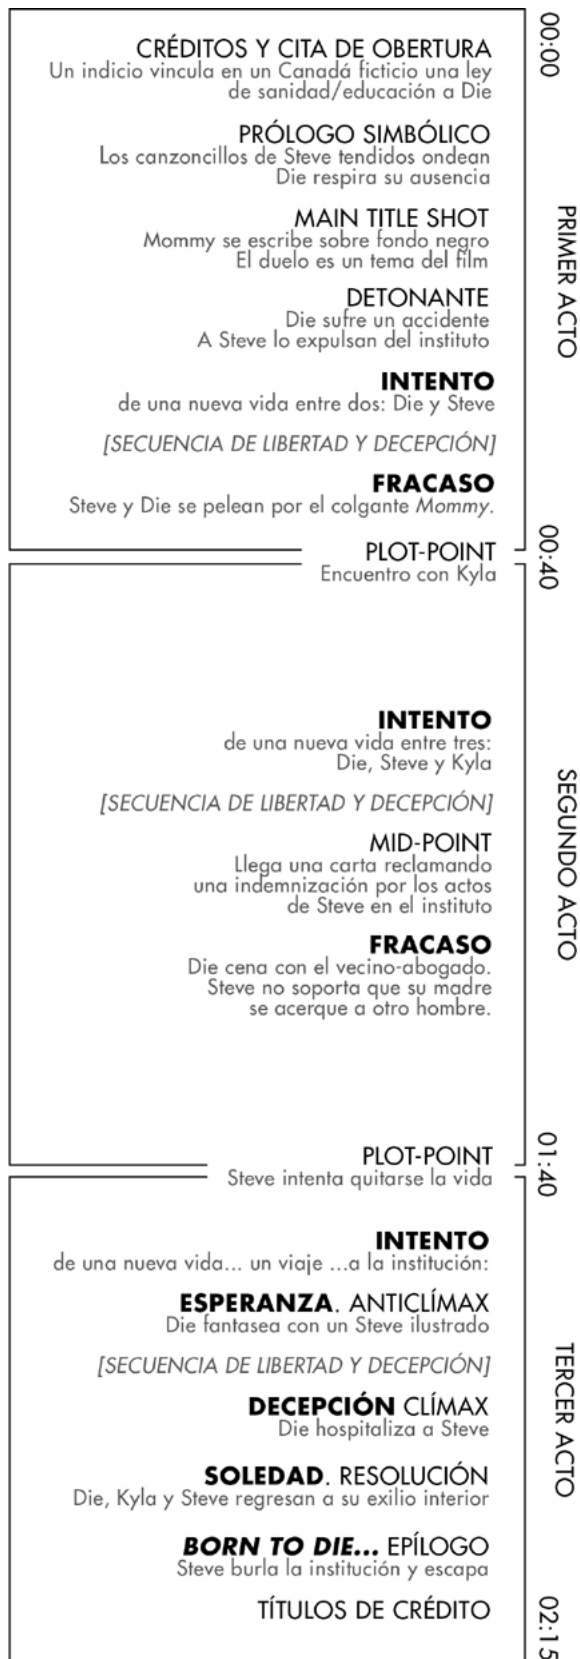 00:00
CRÉDITOS Y CITA DE OBERTURA
Un indicio vincula en un Canadá ficticio una ley
de sanidad/educación a Die
PRÓLOGO SIMBÓLICO
Los canzoncillos de Steve tendidos ondean
Die respira su ausencia
PRIMER ACTO
MAIN TITLE SHOT
Mommy se escribe sobre fondo negro
El duelo es un tema del film
DETONANTE
Die sufre un accidente
A Steve lo expulsan del instituto
INTENTO
de una nueva vida entre dos: Die y Steve
[SECUENCIA DE LIBERTAD Y DECEPCIÓN]
FRACASO
Steve y Die se pelean por el colgante Mommy.
00:40
PLOT-POINT
Encuentro con Kyla
INTENTO
de una nueva vida entre tres:
Die, Steve y Kyla
SEGUNDO ACTO
[SECUENCIA DE LIBERTAD Y DECEPCIÓN]
MID-POINT
Llega una carta reclamando
una indemnización por los actos
de Steve en el instituto
FRACASO
Die cena con el vecino-abogado.
Steve no soporta que su madre
se acerque a otro hombre.
01:40
PLOT-POINT
Steve intenta quitarse la vida
INTENTO
de una nueva vida... un viaje ...a la institución:
ESPERANZA. ANTICLÍMAX
Die fantasea con un Steve ilustrado
TERCER ACTO
[SECUENCIA DE LIBERTAD Y DECEPCIÓN]
DECEPCIÓN CLÍMAX
Die hospitaliza a Steve
SOLEDAD. RESOLUCIÓN
Die, Kyla y Steve regresan a su exilio interior
BORN TO DIE... EPÍLOGO
Steve burla la institución y escapa
TÍTULOS DE CRÉDITO
02:15